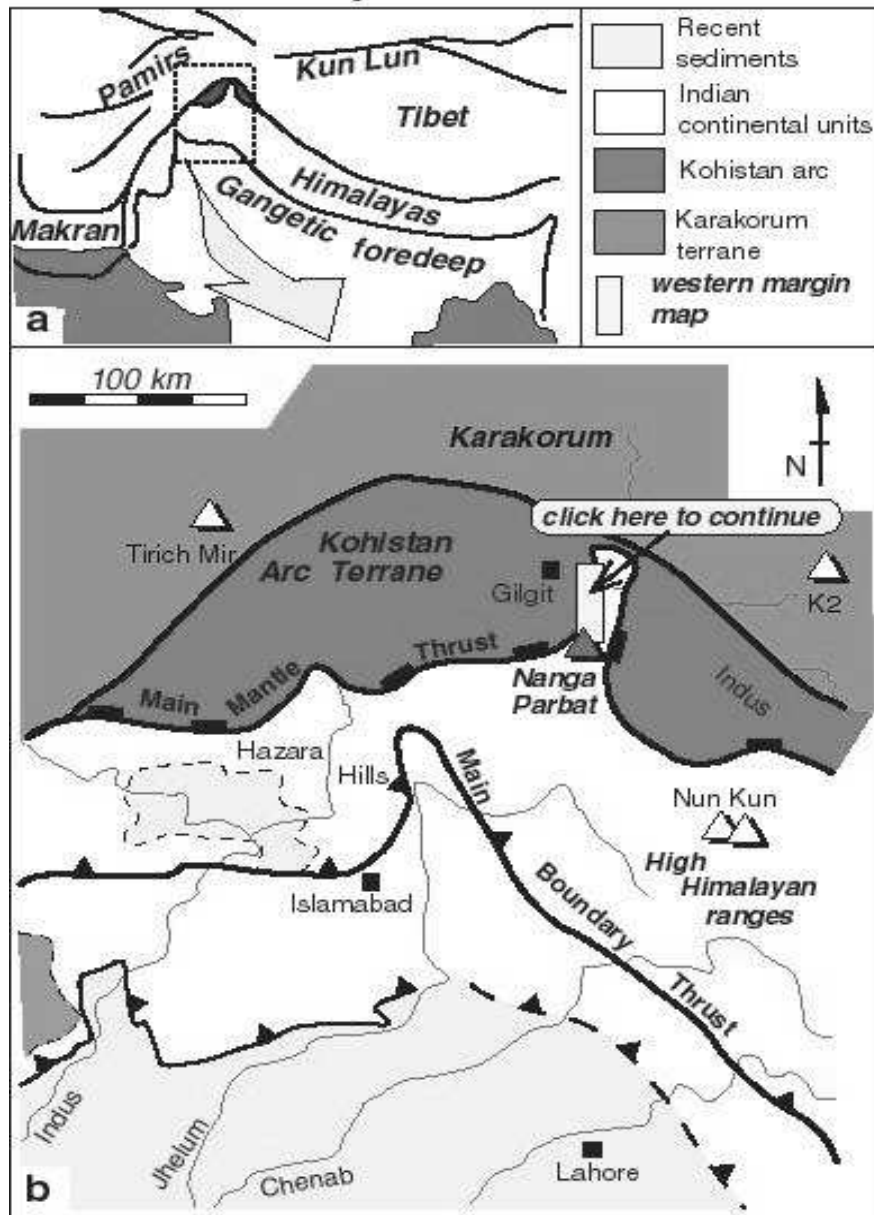 Pamirs
Kun Lun
Tibet
Himalayas
Gangetic foredeep
Makran
a
Recent
sediments
Indian
continental units
Kohistan arc
Karakorum
terrane
western margin
map
100 km
Karakorum
N
click here to continue
Tirich Mir
Kohistan
Arc Terrane
Gilgit
K2
Main Mantle Thrust
Nanga
Parbat
Indus
Hazara
Hills
Main Boundary Thrust
Nun Kun
High
Himalayan
ranges
Islamabad
Indus
Jhelum
Chenab
Lahore
b